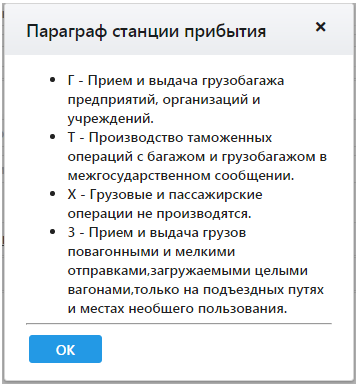 Параграф станции прибытия ×
Г - Прием и выдача грузобагажа
предприятий, организаций и
учреждений.
Т - Производство таможенных
операций с багажом и грузобагажом в
межгосударственном сообщении.
Х - Грузовые и пассажирские
операции не производятся.
3 - Прием и выдача грузов
повагонными и мелкими
отправками,загружаемыми целыми
вагонами,только на подъездных путях
и местах необщего пользования.
ОК